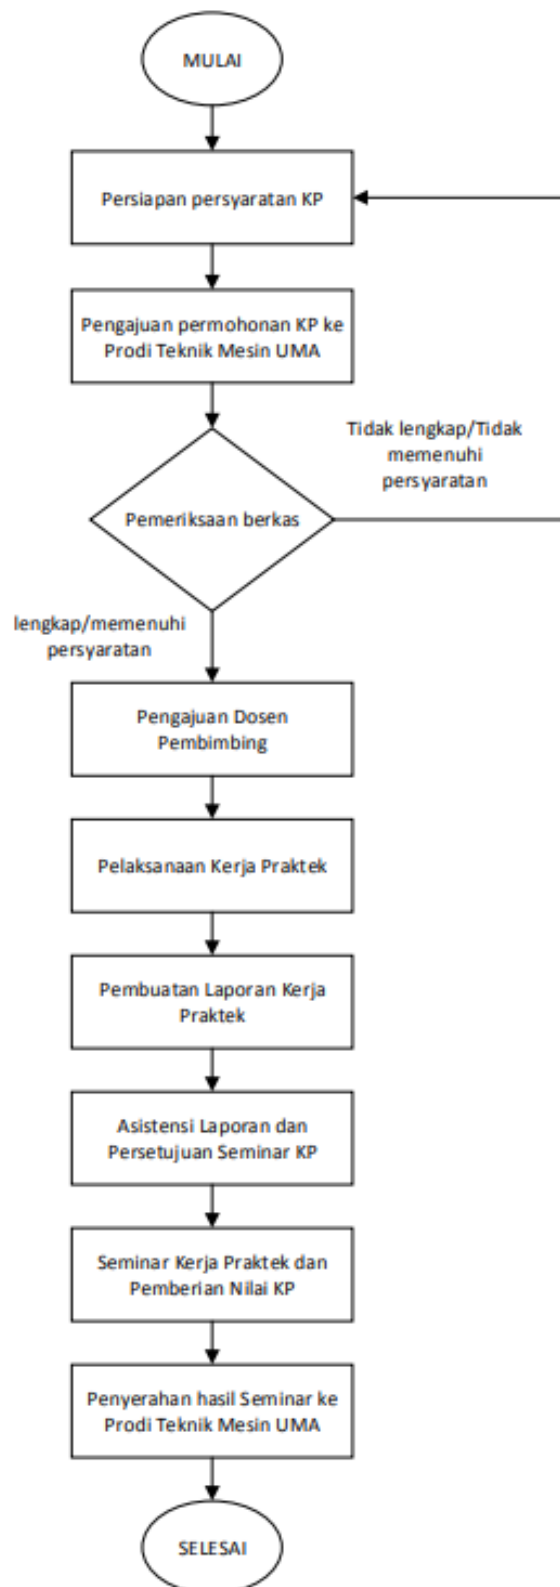 MULAI
Persiapan persyaratan KP
Pengajuan permohonan KP ke
Prodi Teknik Mesin UMA
Tidak lengkap/Tidak
memenuhi
persyaratan
Pemeriksaan berkas
lengkap/memenuhi
persyaratan
Pengajuan Dosen
Pembimbing
Pelaksanaan Kerja Praktek
Pembuatan Laporan Kerja
Praktek
Asistensi Laporan dan
Persetujuan Seminar KP
Seminar Kerja Praktek dan
Pemberian Nilai KP
Penyerahan hasil Seminar ke
Prodi Teknik Mesin UMA
SELESAI